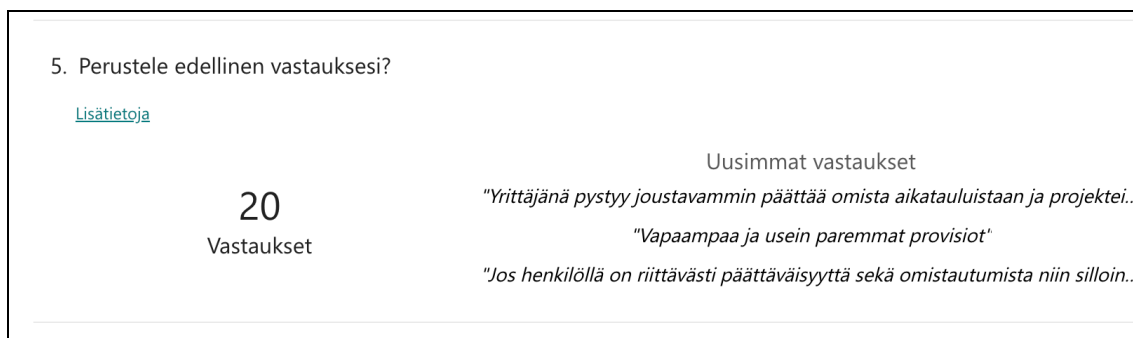 5. Perustele edellinen vastauksesi?
Lisätietoja
20
Vastaukset
Uusimmat vastaukset
"Yrittäjänä pystyy joustavammin päättää omista aikatauluistaan ja projektei..
"Vapaampaa ja usein paremmat provisiot"
"Jos henkilöllä on riittävästi päättäväisyyttä sekä omistautumista niin silloin..